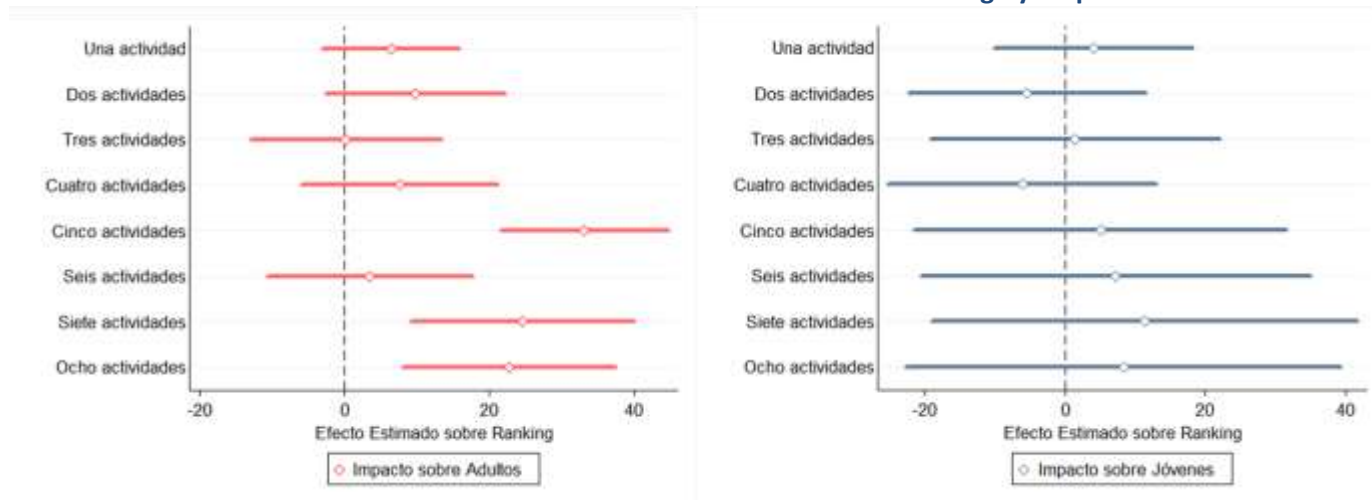 Una actividad
Dos actividades
Tres actividades
Cuatro actividades
Cinco actividades
Seis actividades
Siete actividades
Ocho actividades
-20 0 20 40
Efecto Estimado sobre Ranking
Impacto sobre Adultos
Una actividad
Dos actividades
Tres actividades
Cuatro actividades
Cinco actividades
Seis actividades
Siete actividades
Ocho actividades
-20 0 20 40
Efecto Estimado sobre Ranking
Impacto sobre Jóvenes